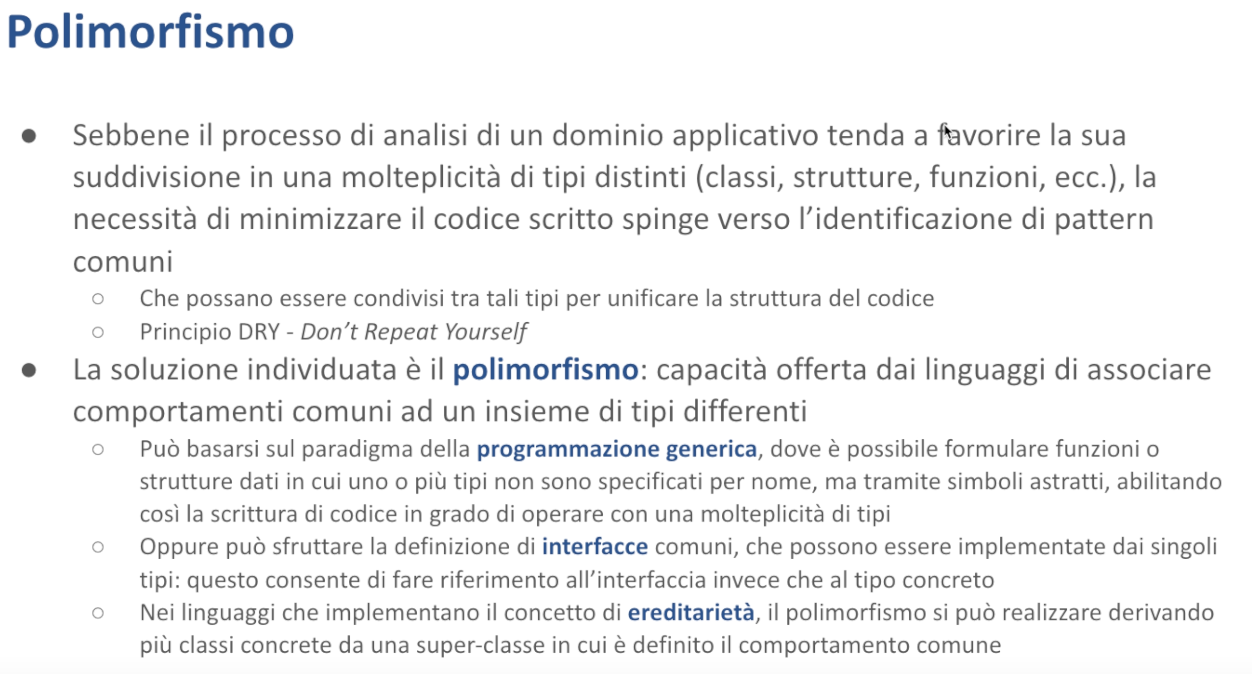 Polimorfismo
● Sebbene il processo di analisi di un dominio applicativo tenda a favorire la sua
suddivisione in una molteplicità di tipi distinti (classi, strutture, funzioni, ecc.), la
necessità di minimizzare il codice scritto spinge verso l’identificazione di pattern
comuni
○ Che possano essere condivisi tra tali tipi per unificare la struttura del codice
○ Principio DRY - Don’t Repeat Yourself
● La soluzione individuata è il polimorfismo: capacità offerta dai linguaggi di associare
comportamenti comuni ad un insieme di tipi differenti
○ Può basarsi sul paradigma della programmazione generica, dove è possibile formulare funzioni o
strutture dati in cui uno o più tipi non sono specificati per nome, ma tramite simboli astratti, abilitando
così la scrittura di codice in grado di operare con una molteplicità di tipi
○ Oppure può sfruttare la definizione di interfacce comuni, che possono essere implementate dai singoli
tipi: questo consente di fare riferimento all’interfaccia invece che al tipo concreto
○ Nei linguaggi che implementano il concetto di ereditarietà, il polimorfismo si può realizzare derivando
più classi concrete da una super-classe in cui è definito il comportamento comune